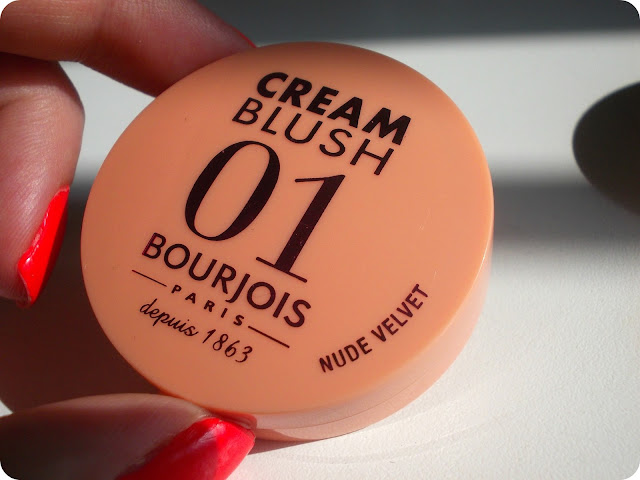 CREAM
BLUSH
01
BOURJOIS
PARIS
depuis 1863
NUDE VELVET